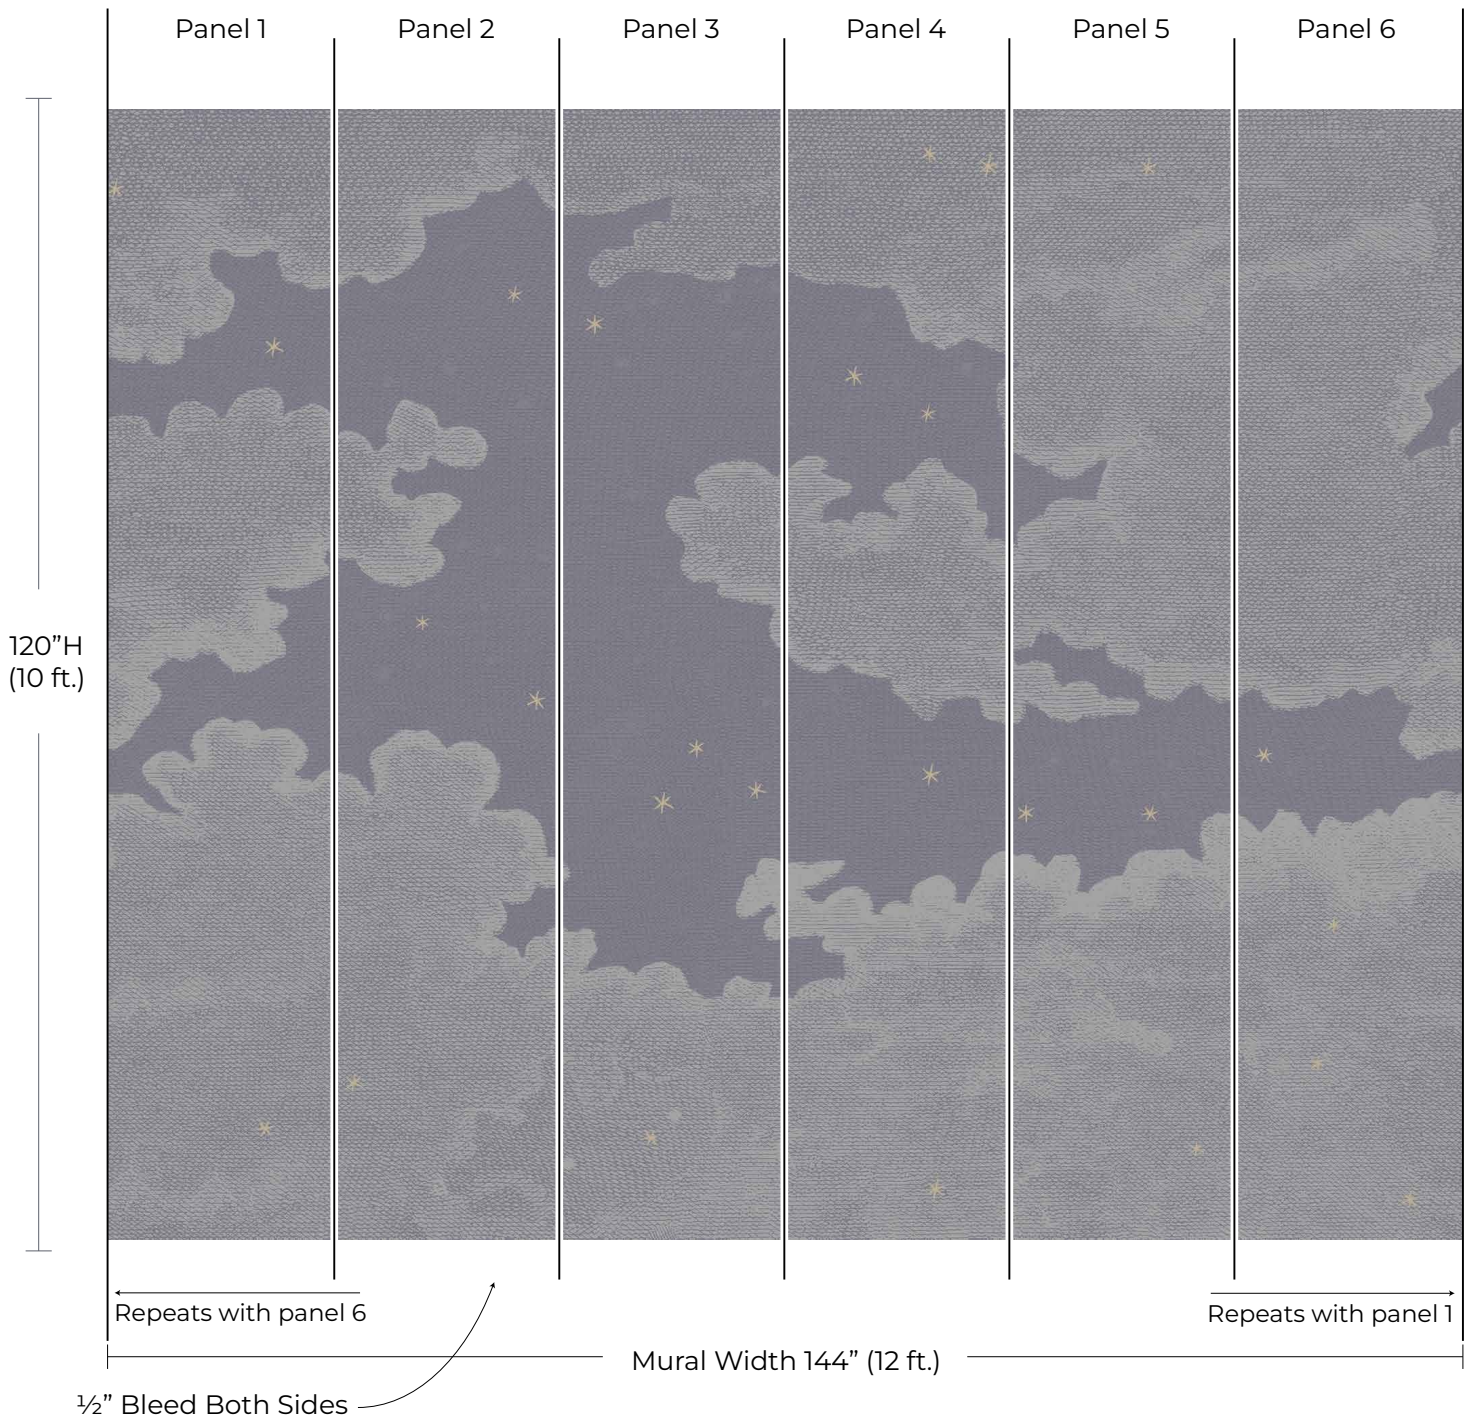 Panel 1
Panel 2
Panel 3
Panel 4
Panel 5
Panel 6
120”H
(10 ft.)
Repeats with panel 6
Repeats with panel 1
Mural Width 144” (12 ft.)
½” Bleed Both Sides